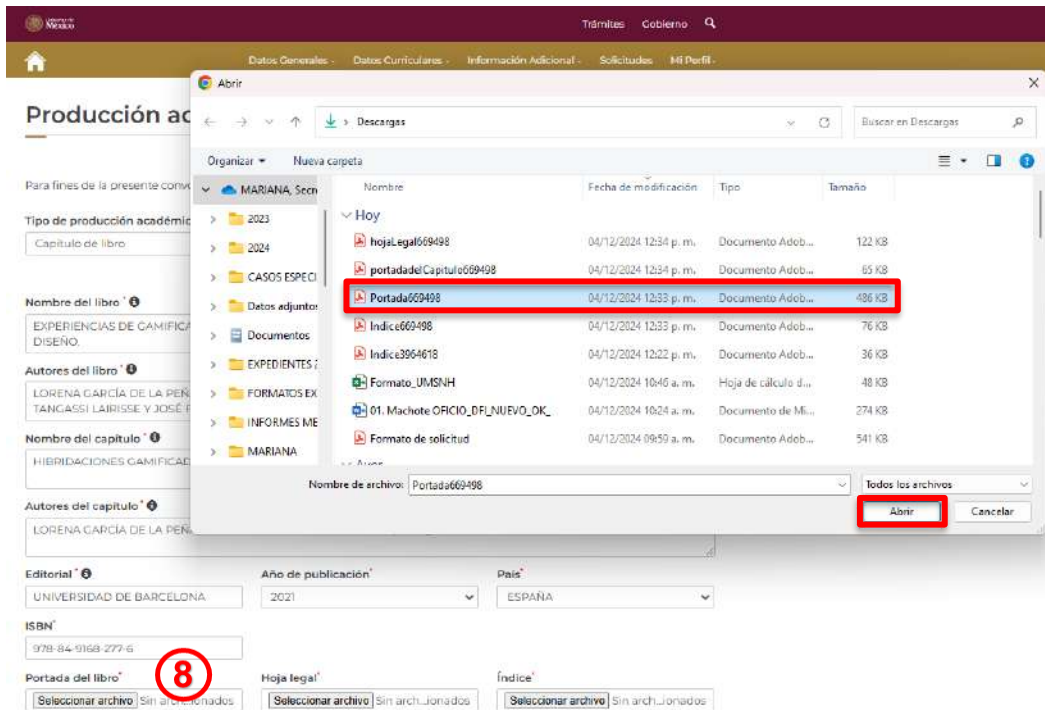 Gobierno de México Trámites Gobierno
Datos Generales Datos Curriculares Información Adicional Solicitudes Mi Perfil
Abrir
Producción ac
Descargas Buscar en Descargas
Organizar Nueva carpeta
Para fines de la presente conv
MARIANA, Secre
Nombre Fecha de modificación Tipo Tamaño
Tipo de producción académic
Capítulo de libro
2023
2024
CASOS ESPECI
Datos adjuntos
Documentos
EXPEDIENTES 2
FORMATOS EX
INFORMES ME
MARIANA
Hoy
hojaLegal669498 04/12/2024 12:34 p. m. Documento Adob... 122 KB
portadadelCapitulo669498 04/12/2024 12:34 p. m. Documento Adob... 65 KB
Portada669498 04/12/2024 12:33 p. m. Documento Adob... 486 KB
Indice669498 04/12/2024 12:33 p. m. Documento Adob... 76 KB
Indice3964618 04/12/2024 12:22 p. m. Documento Adob... 36 KB
Formato_UMSNH 04/12/2024 10:46 a. m. Hoja de cálculo d... 48 KB
01. Machote OFICIO_DFI_NUEVO_OK_ 04/12/2024 10:24 a. m. Documento de Mi... 274 KB
Formato de solicitud 04/12/2024 09:59 a. m. Documento Adob... 541 KB
Ayer
Nombre de archivo: Portada669498 Todos los archivos
Abrir Cancelar
Nombre del libro*
EXPERIENCIAS DE GAMIFICA
DISEÑO.
Autores del libro*
LORENA GARCÍA DE LA PEÑ
TANGASSI LAIRISSE Y JOSÉ F
Nombre del capítulo*
HIBRIDACIONES GAMIFICAD
Autores del capítulo*
LORENA GARCÍA DE LA PEÑ
Editorial* Año de publicación* País*
UNIVERSIDAD DE BARCELONA 2021 ESPAÑA
ISBN*
978-84-9168-277-6
Portada del libro* 8 Hoja legal* Índice*
Seleccionar archivo Sin arch...ionados Seleccionar archivo Sin arch...ionados Seleccionar archivo Sin arch...ionados